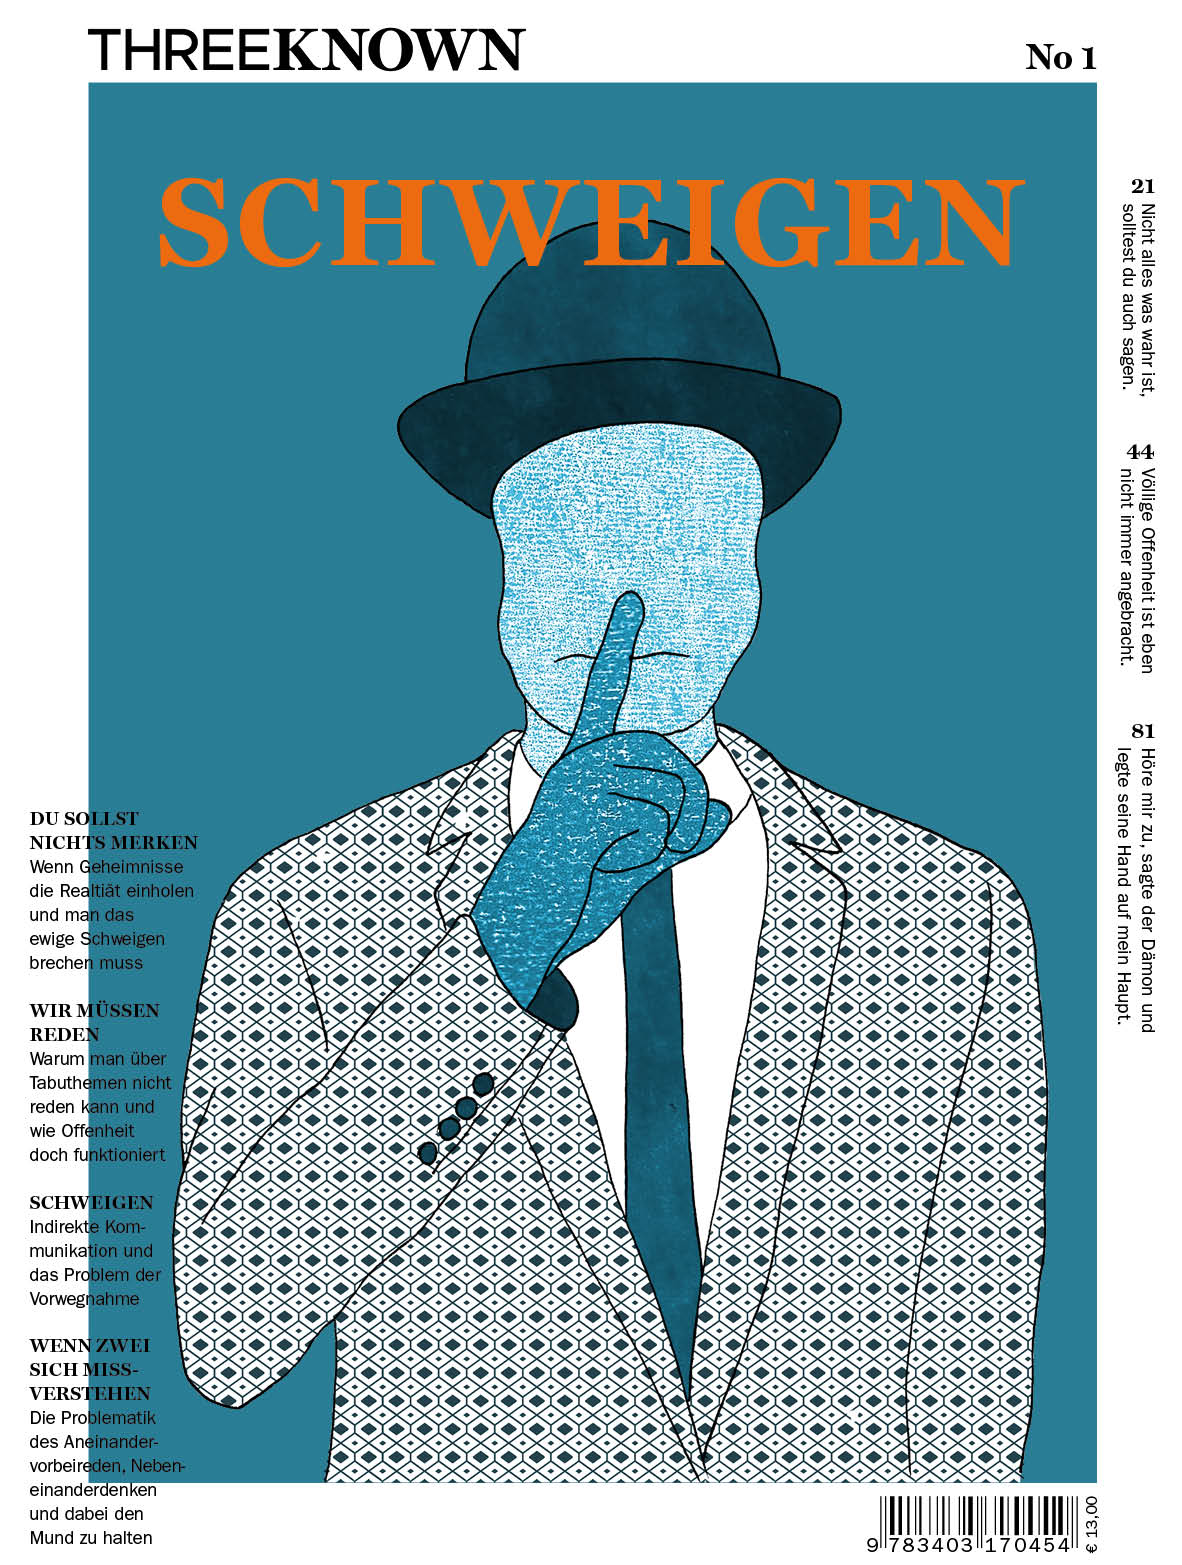 THREEKNOWN
No 1
SCHWEIGEN
21
Nicht alles was wahr ist,
solltest du auch sagen.
44
Völlige Offenheit ist eben
nicht immer angebracht.
81
Höre mir zu, sagte der Dämon und
legte seine Hand auf mein Haupt.
DU SOLLST
NICHTS MERKEN
Wenn Geheimnisse
die Realtiät einholen
und man das
ewige Schweigen
brechen muss
WIR MÜSSEN
REDEN
Warum man über
Tabuthemen nicht
reden kann und
wie Offenheit
doch funktioniert
SCHWEIGEN
Indirekte Kom-
munikation und
das Problem der
Vorwegnahme
WENN ZWEI
SICH MISS-
VERSTEHEN
Die Problematik
des Aneinander-
vorbeireden, Neben-
einanderdenken
und dabei den
Mund zu halten
9 783403 170454
€ 13,00